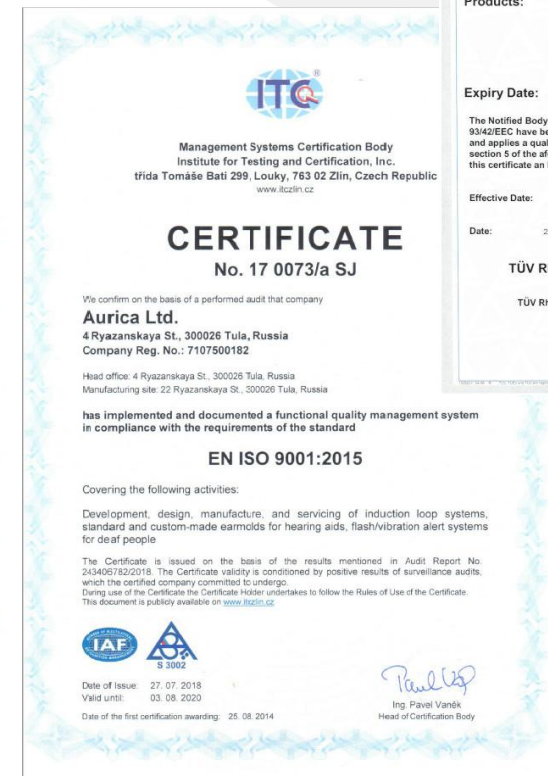 ITC®
Management Systems Certification Body
Institute for Testing and Certification, Inc.
třída Tomáše Bati 299, Louky, 763 02 Zlín, Czech Republic
www.itczlin.cz
CERTIFICATE
No. 17 0073/a SJ
We confirm on the basis of a performed audit that company
Aurica Ltd.
4 Ryazanskaya St., 300026 Tula, Russia
Company Reg. No.: 7107500182
Head office: 4 Ryazanskaya St., 300026 Tula, Russia
Manufacturing site: 22 Ryazanskaya St., 300026 Tula, Russia
has implemented and documented a functional quality management system
in compliance with the requirements of the standard
EN ISO 9001:2015
Covering the following activities:
Development, design, manufacture, and servicing of induction loop systems,
standard and custom-made earmolds for hearing aids, flash/vibration alert systems
for deaf people
The Certificate is issued on the basis of the results mentioned in Audit Report No.
243406782/2018. The Certificate validity is conditioned by positive results of surveillance audits,
which the certified company committed to undergo.
During use of the Certificate the Certificate Holder undertakes to follow the Rules of Use of the Certificate.
This document is publicly available on www.itczlin.cz
IAF
S 3002
Date of Issue: 27. 07. 2018
Valid until: 03. 08. 2020
Date of the first certification awarding: 25. 08. 2014
Ing. Pavel Vaněk
Head of Certification Body
Products:
Expiry Date:
The Notified Body
93/42/EEC have be
and applies a qual
section 5 of the af
this certificate an
Effective Date:
Date: 2
TÜV R
TÜV Rh